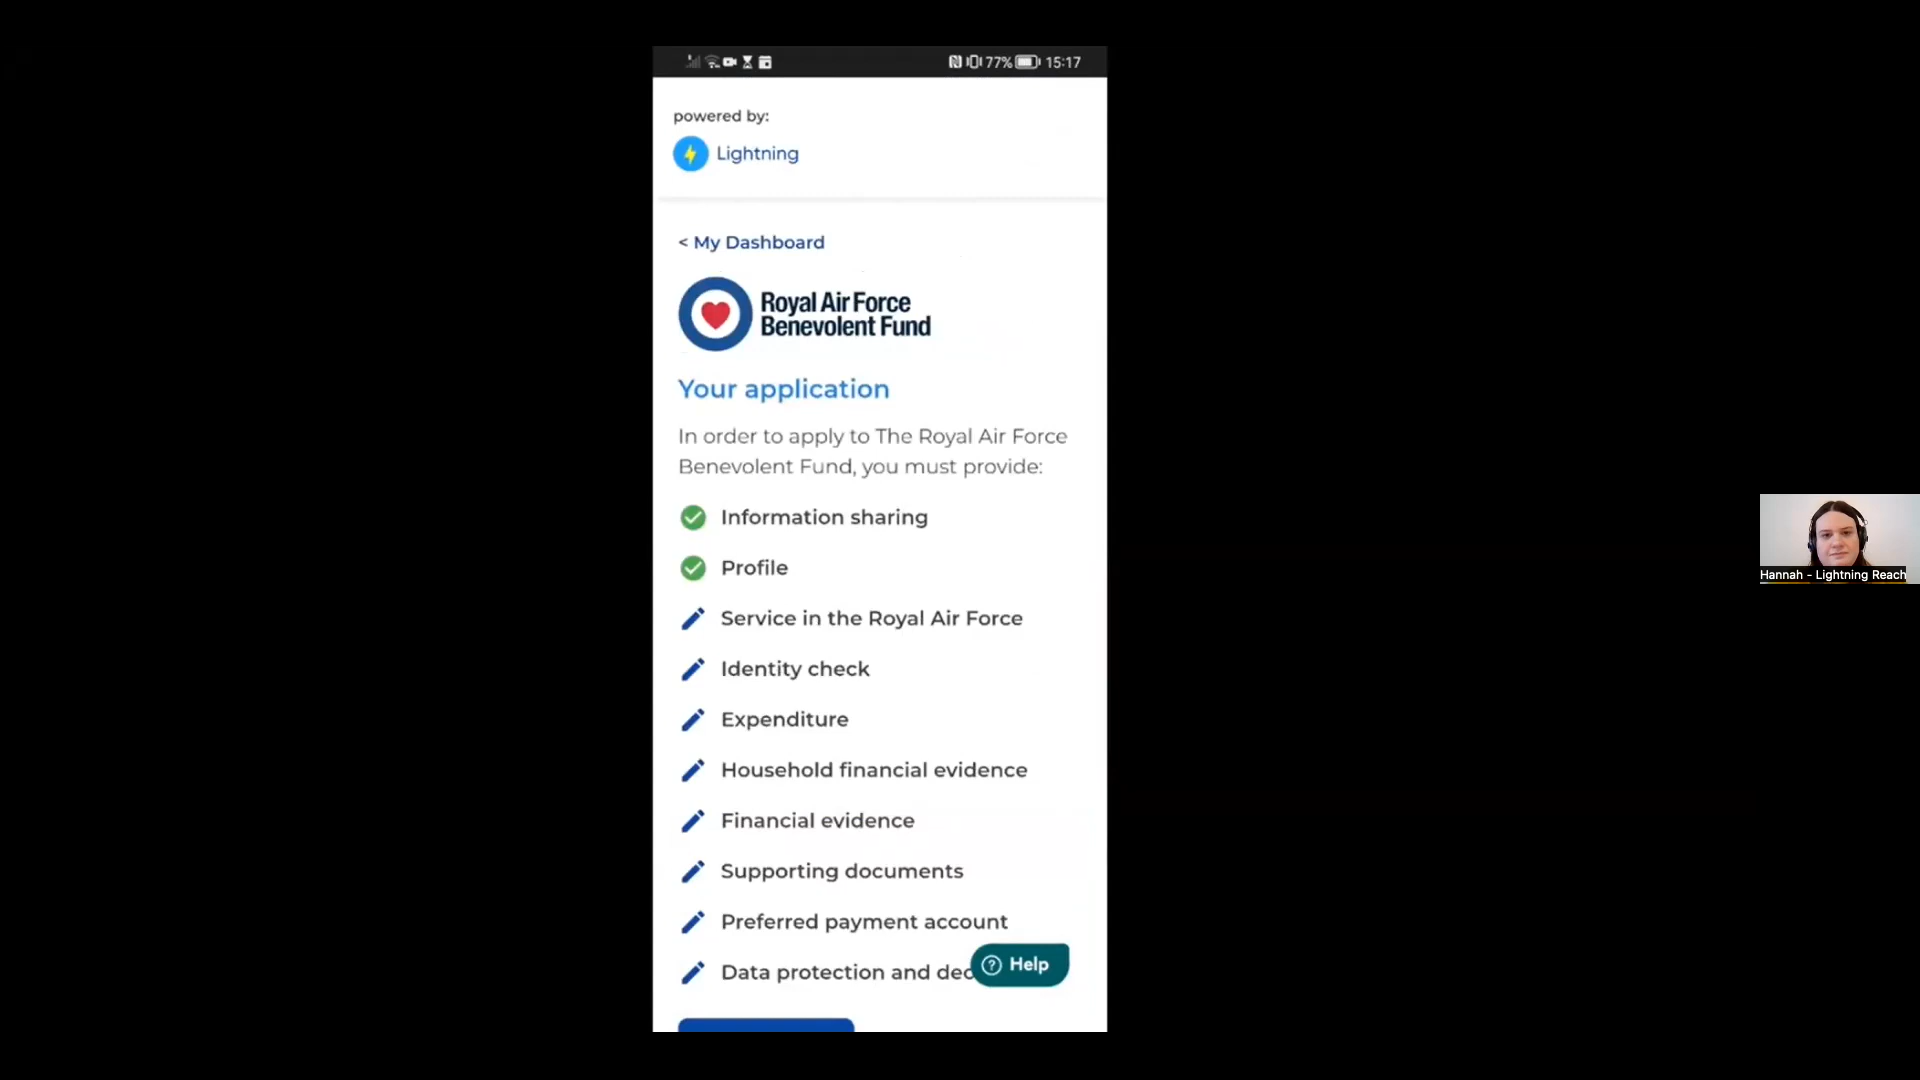 77% 15:17
powered by:
Lightning
< My Dashboard
Royal Air Force
Benevolent Fund
Your application
In order to apply to The Royal Air Force
Benevolent Fund, you must provide:
Information sharing
Profile
Service in the Royal Air Force
Identity check
Expenditure
Household financial evidence
Financial evidence
Supporting documents
Preferred payment account
Data protection and dec
Help
Hannah - Lightning Reach